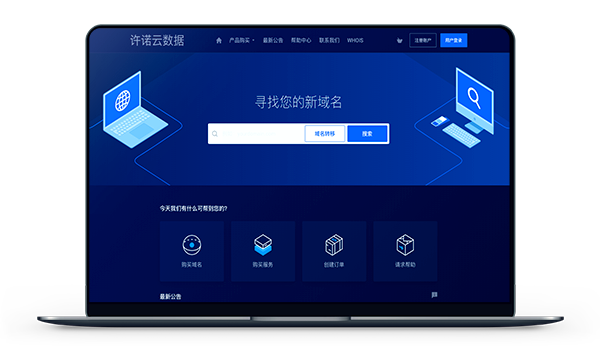 许诺云数据
产品购买 最新公告 帮助中心 联系我们 WHOIS 注册账户 用户登录
寻找您的新域名
域名转移 搜索
今天我们有什么可帮到您的?
购买域名 购买服务 创建订单 请求帮助
最新公告